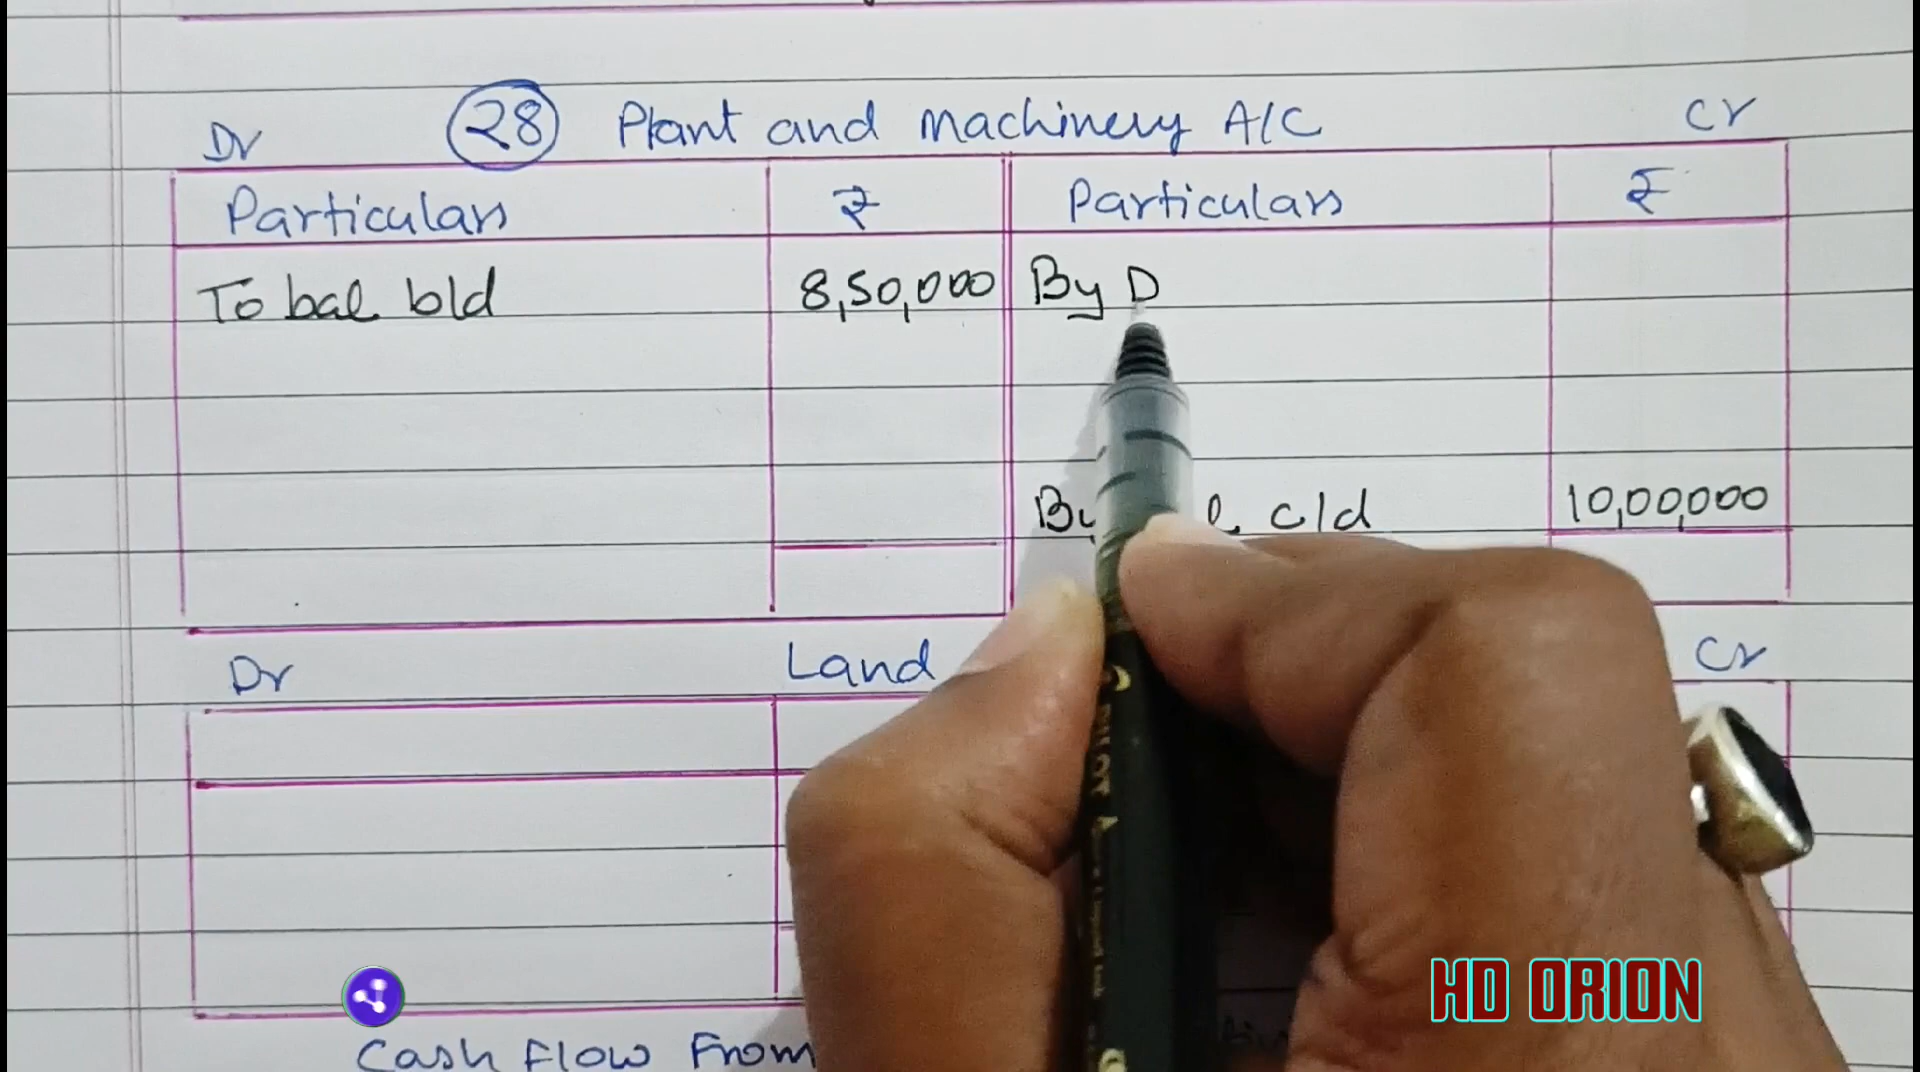 Dr (28) Plant and Machinery A/C Cr
Particulars ₹ Particulars ₹
To bal b/d 8,50,000 By D
By c/d 10,00,000
Dr Land Cr
Cash Flow From
PILOT
HD ORION